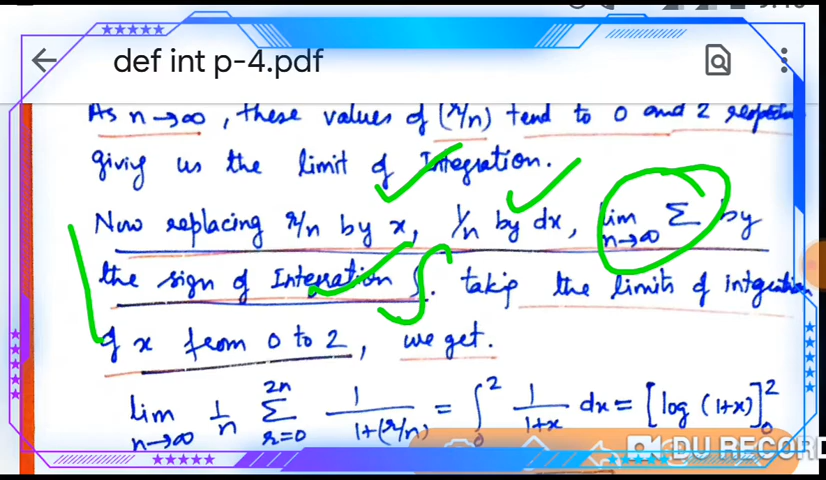 def int p-4.pdf
As n→∞, these values of (r/n) tend to 0 and 2
giving us the limit of Integration.
Now replacing r/n by x, 1/n by dx, lim n→∞ Σ by
the sign of Integration ∫. taking the limits of
of x from 0 to 2, we get.
lim n→∞ 1/n Σ r=0 2n 1/1+(r/n) = ∫ 0 2 1/1+x dx = [log (1+x)] 0 2
DU RECORD